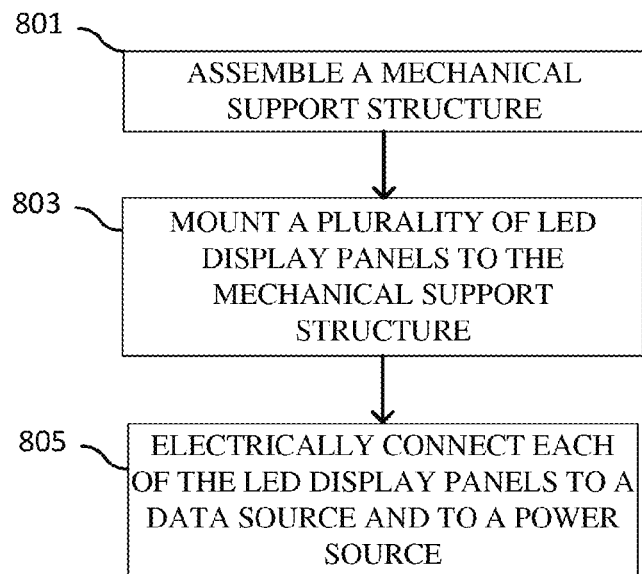 801
ASSEMBLE A MECHANICAL
SUPPORT STRUCTURE
803
MOUNT A PLURALITY OF LED
DISPLAY PANELS TO THE
MECHANICAL SUPPORT
STRUCTURE
805
ELECTRICALLY CONNECT EACH
OF THE LED DISPLAY PANELS TO A
DATA SOURCE AND TO A POWER
SOURCE